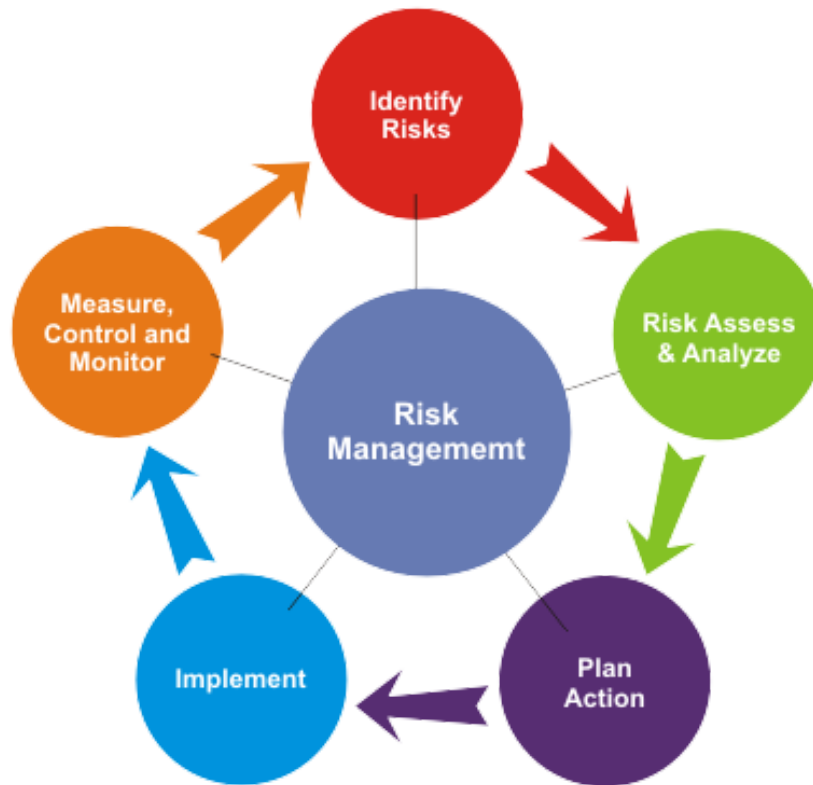 Identify
Risks
Risk Assess
& Analyze
Plan
Action
Implement
Measure,
Control and
Monitor
Risk
Managememt